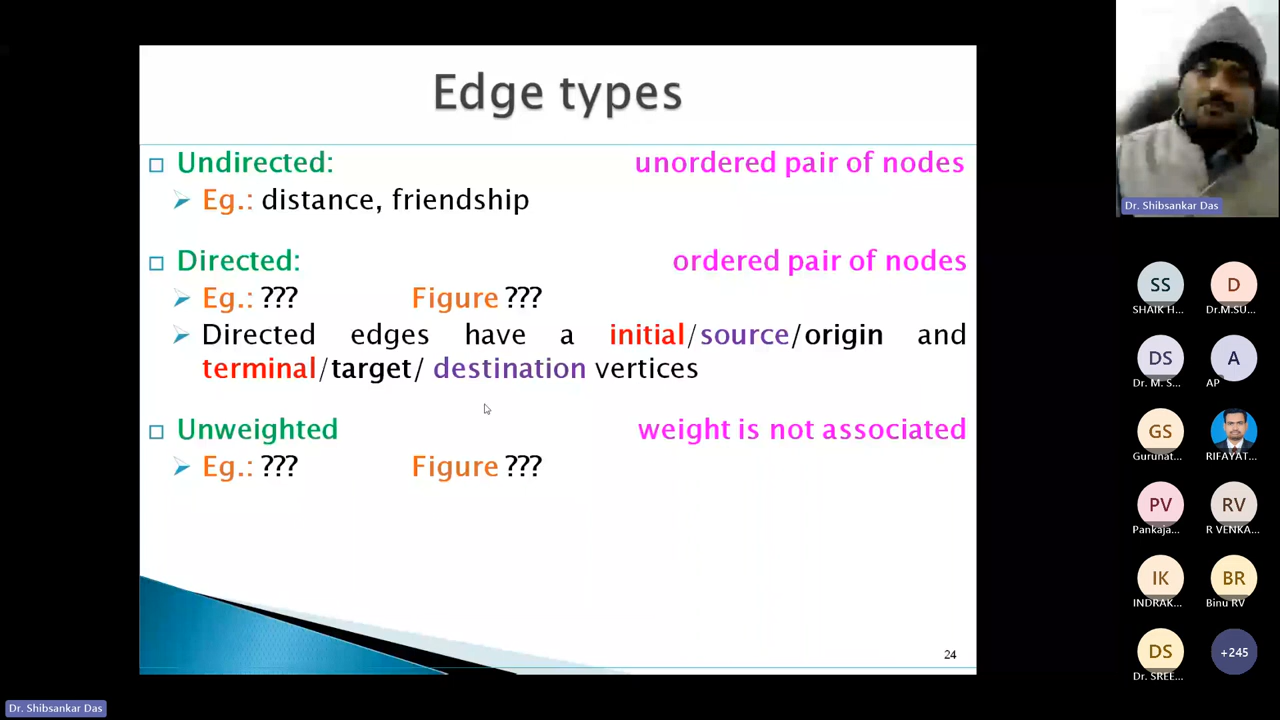 Edge types
Undirected: unordered pair of nodes
Eg.: distance, friendship
Directed: ordered pair of nodes
Eg.: ??? Figure ???
Directed edges have a initial/source/origin and
terminal/target/ destination vertices
Unweighted weight is not associated
Eg.: ??? Figure ???
24
Dr. Shibsankar Das
SS D
SHAIK H... Dr.M.SU...
DS A
Dr. M. S... AP
GS
Gurunat... RIFAYAT...
PV RV
Pankaja... R VENKA...
IK BR
INDRAK... Binu RV
DS +245
Dr. SREE...
Dr. Shibsankar Das